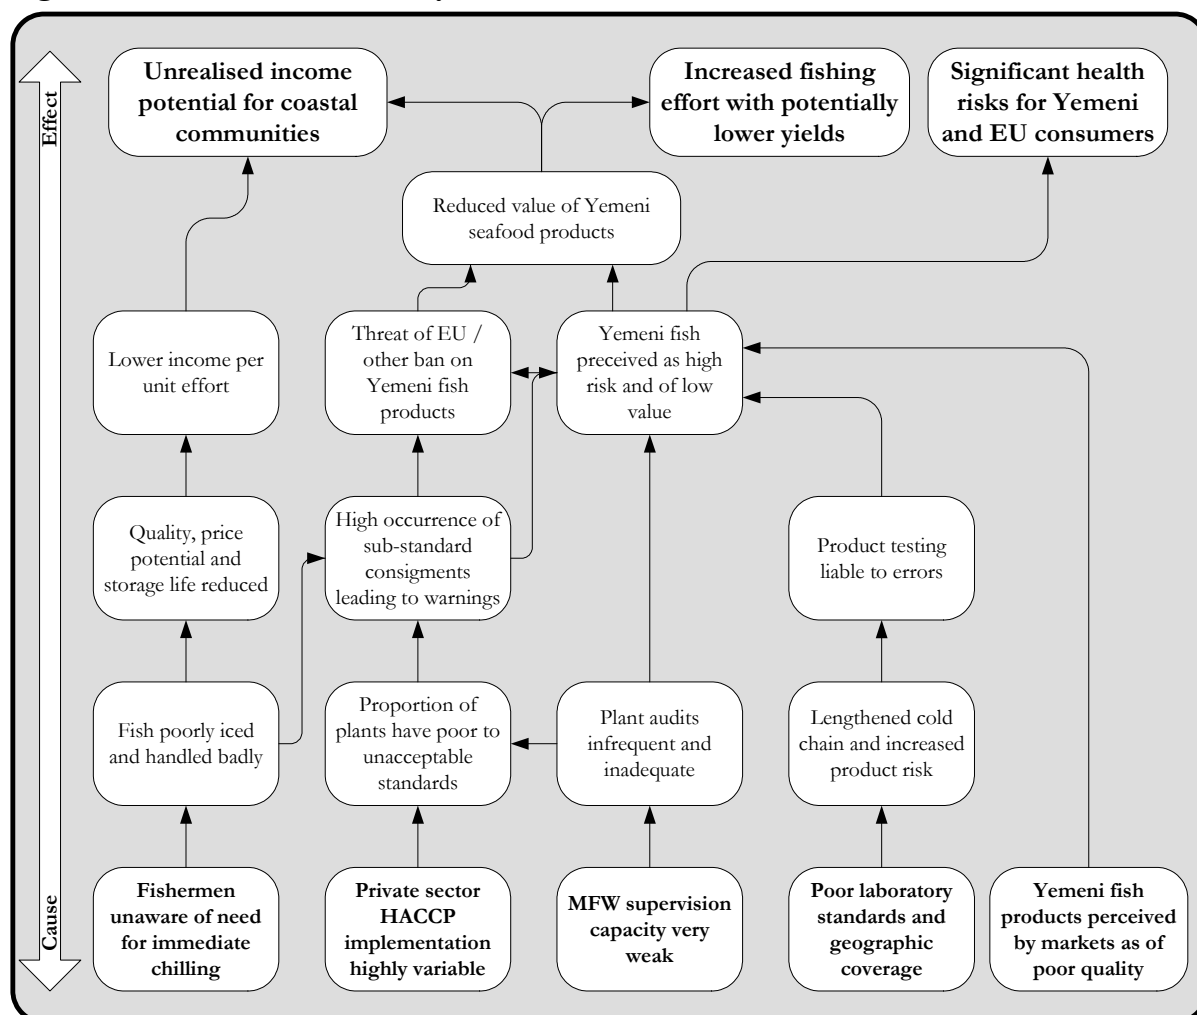 Effect
Cause
Unrealised income
potential for coastal
communities
Increased fishing
effort with potentially
lower yields
Significant health
risks for Yemeni
and EU consumers
Reduced value of Yemeni
seafood products
Lower income per
unit effort
Threat of EU /
other ban on
Yemeni fish
products
Yemeni fish
preceived as high
risk and of low
value
Quality, price
potential and
storage life reduced
High occurrence of
sub-standard
consigments
leading to warnings
Product testing
liable to errors
Fish poorly iced
and handled badly
Proportion of
plants have poor to
unacceptable
standards
Plant audits
infrequent and
inadequate
Lengthened cold
chain and increased
product risk
Fishermen
unaware of need
for immediate
chilling
Private sector
HACCP
implementation
highly variable
MFW supervision
capacity very
weak
Poor laboratory
standards and
geographic
coverage
Yemeni fish
products perceived
by markets as of
poor quality